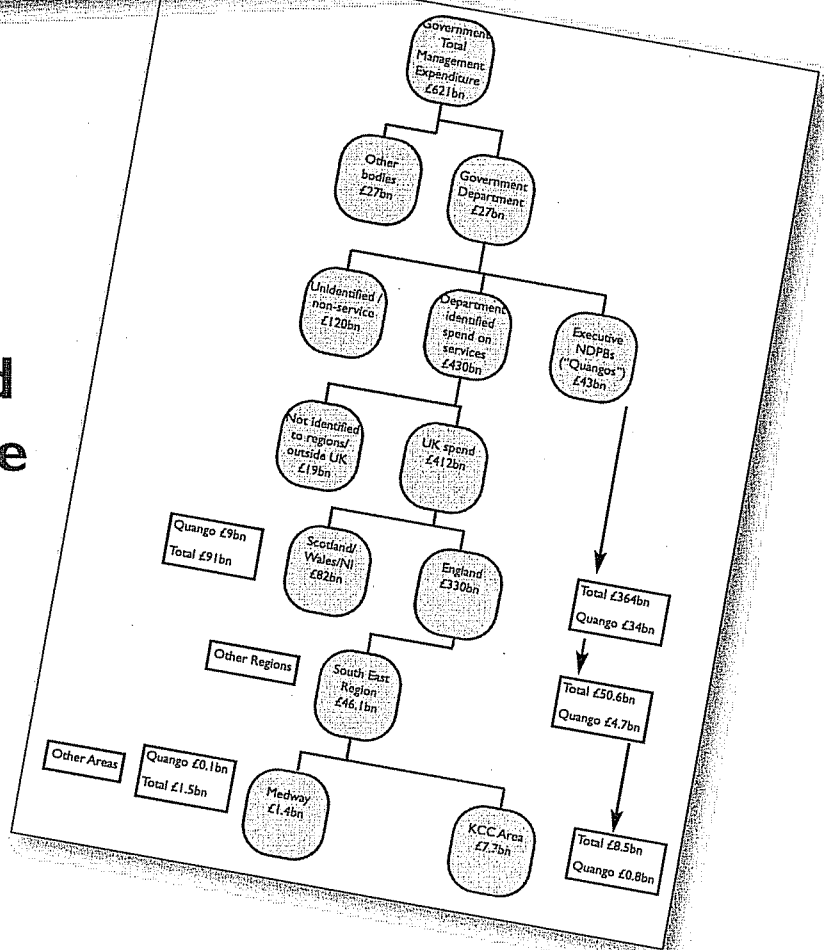 Government
Total
Management
Expenditure
£621bn
Other
bodies
£27bn
Government
Department
£27bn
Unidentified /
non-service
£120bn
Department
identified
spend on
services
£430bn
Executive
NDPBs
("Quangos")
£43bn
d
e
Not Identified
to regions/
outside UK
£19bn
UK spend
£412bn
Quango £9bn
Total £91bn
Scotland/
Wales/NI
£82bn
England
£330bn
Total £364bn
Quango £34bn
Other Regions
South East
Region
£46.1bn
Total £50.6bn
Quango £4.7bn
Other Areas
Quango £0.1bn
Total £1.5bn
Medway
£1.4bn
KCC Area
£7.7bn
Total £8.5bn
Quango £0.8bn